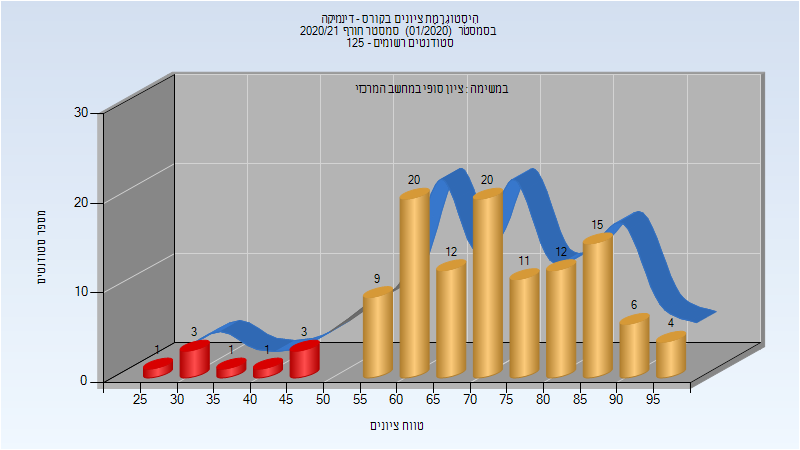 היסטוגרמת ציונים בקורס - דינמיקה
בסמסטר (01/2020) סמסטר חורף 2020/21
סטודנטים רשומים - 125
במשימה : ציון סופי במחשב המרכזי
מספר סטודנטים
30
20
10
0
1
3
1
1
3
9
20
12
20
11
12
15
6
4
25 30 35 40 45 50 55 60 65 70 75 80 85 90 95
טווח ציונים